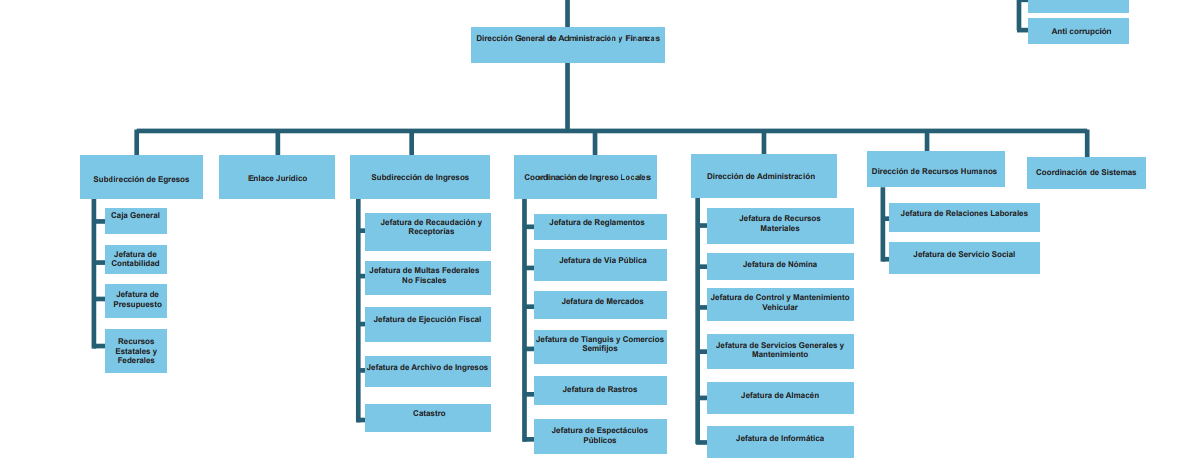 Anti corrupción
Dirección General de Administración y Finanzas
Subdirección de Egresos
Enlace Jurídico
Subdirección de Ingresos
Coordinación de Ingreso Locales
Dirección de Administración
Dirección de Recursos Humanos
Coordinación de Sistemas
Caja General
Jefatura de
Contabilidad
Jefatura de
Presupuesto
Recursos
Estatales y
Federales
Jefatura de Recaudación y
Receptorías
Jefatura de Multas Federales
No Fiscales
Jefatura de Ejecución Fiscal
Jefatura de Archivo de Ingresos
Catastro
Jefatura de Reglamentos
Jefatura de Via Pública
Jefatura de Mercados
Jefatura de Tianguis y Comercios
Semifijos
Jefatura de Rastros
Jefatura de Espectáculos
Públicos
Jefatura de Recursos
Materiales
Jefatura de Nómina
Jefatura de Control y Mantenimiento
Vehicular
Jefatura de Servicios Generales y
Mantenimiento
Jefatura de Almacén
Jefatura de Informática
Jefatura de Relaciones Laborales
Jefatura de Servicio Social